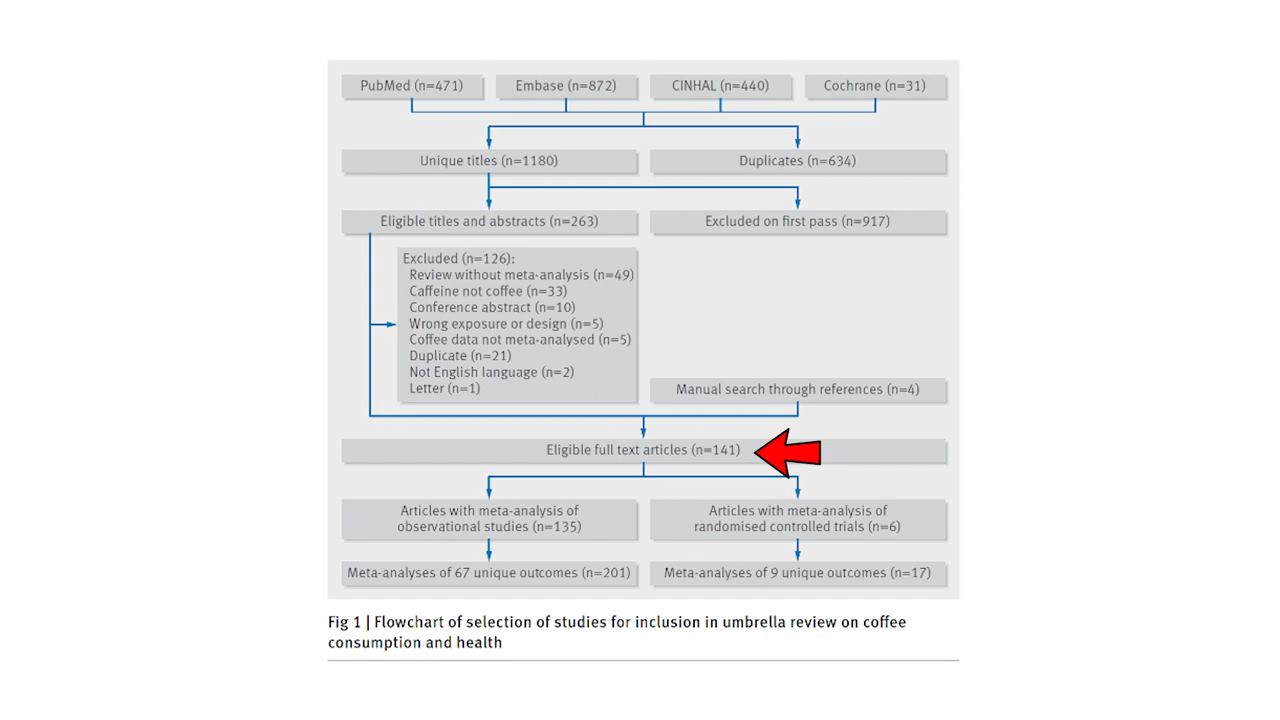 PubMed (n=471)
Embase (n=872)
CINHAL (n=440)
Cochrane (n=31)
Unique titles (n=1180)
Duplicates (n=634)
Eligible titles and abstracts (n=263)
Excluded on first pass (n=917)
Excluded (n=126):
Review without meta-analysis (n=49)
Caffeine not coffee (n=33)
Conference abstract (n=10)
Wrong exposure or design (n=5)
Coffee data not meta-analysed (n=5)
Duplicate (n=21)
Not English language (n=2)
Letter (n=1)
Manual search through references (n=4)
Eligible full text articles (n=141)
Articles with meta-analysis of
observational studies (n=135)
Articles with meta-analysis of
randomised controlled trials (n=6)
Meta-analyses of 67 unique outcomes (n=201)
Meta-analyses of 9 unique outcomes (n=17)
Fig 1 | Flowchart of selection of studies for inclusion in umbrella review on coffee
consumption and health